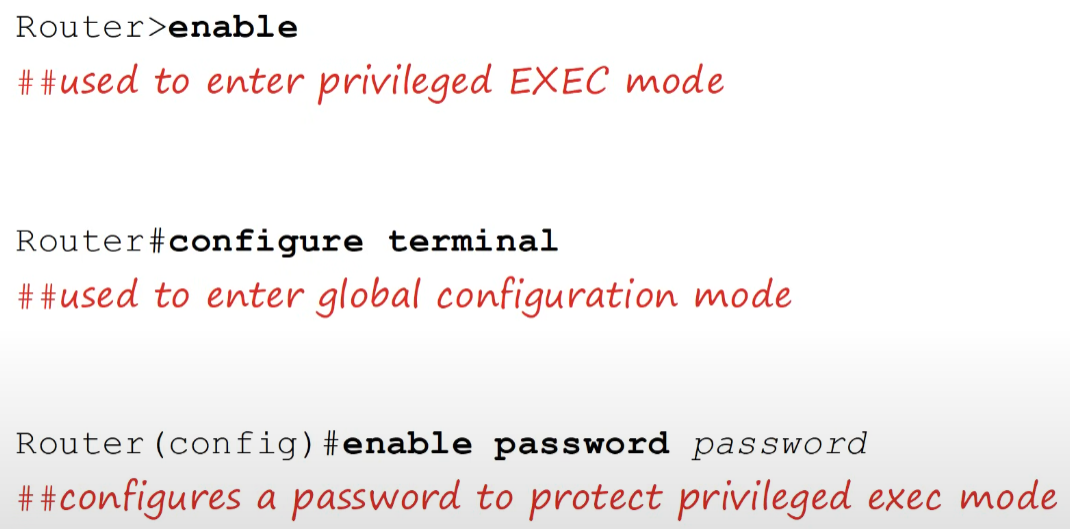 Router>enable
##used to enter privileged EXEC mode
Router#configure terminal
##used to enter global configuration mode
Router(config)#enable password password
##configures a password to protect privileged exec mode